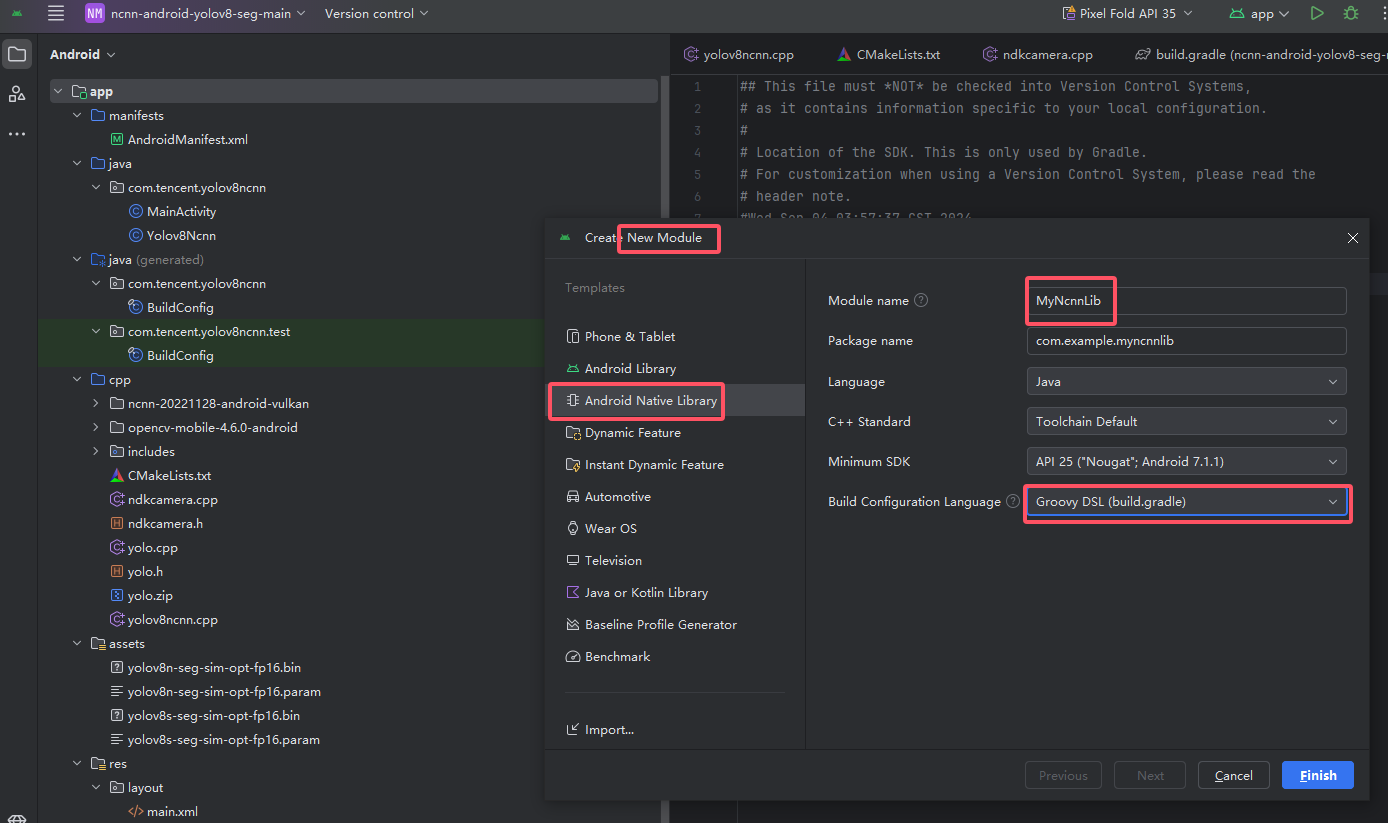 NM ncnn-android-yolov8-seg-main Version control Pixel Fold API 35 app
Android
yolov8ncnn.cpp CMakeLists.txt ndkcamera.cpp build.gradle (ncnn-android-yolov8-seg-
app
manifests
AndroidManifest.xml
java
com.tencent.yolov8ncnn
MainActivity
Yolov8Ncnn
java (generated)
com.tencent.yolov8ncnn
BuildConfig
com.tencent.yolov8ncnn.test
BuildConfig
cpp
ncnn-20221128-android-vulkan
opencv-mobile-4.6.0-android
includes
CMakeLists.txt
ndkcamera.cpp
ndkcamera.h
yolo.cpp
yolo.h
yolo.zip
yolov8ncnn.cpp
assets
yolov8n-seg-sim-opt-fp16.bin
yolov8n-seg-sim-opt-fp16.param
yolov8s-seg-sim-opt-fp16.bin
yolov8s-seg-sim-opt-fp16.param
res
layout
main.xml
1 ## This file must *NOT* be checked into Version Control Systems,
2 # as it contains information specific to your local configuration.
3 #
4 # Location of the SDK. This is only used by Gradle.
5 # For customization when using a Version Control System, please read the
6 # header note.
7 #Wed Sep 04 03:57:37 CST 2024
Create New Module
Templates
Phone & Tablet
Android Library
Android Native Library
Dynamic Feature
Instant Dynamic Feature
Automotive
Wear OS
Television
Java or Kotlin Library
Baseline Profile Generator
Benchmark
Import...
Module name MyNcnnLib
Package name com.example.myncnnlib
Language Java
C++ Standard Toolchain Default
Minimum SDK API 25 ("Nougat"; Android 7.1.1)
Build Configuration Language Groovy DSL (build.gradle)
Previous Next Cancel Finish